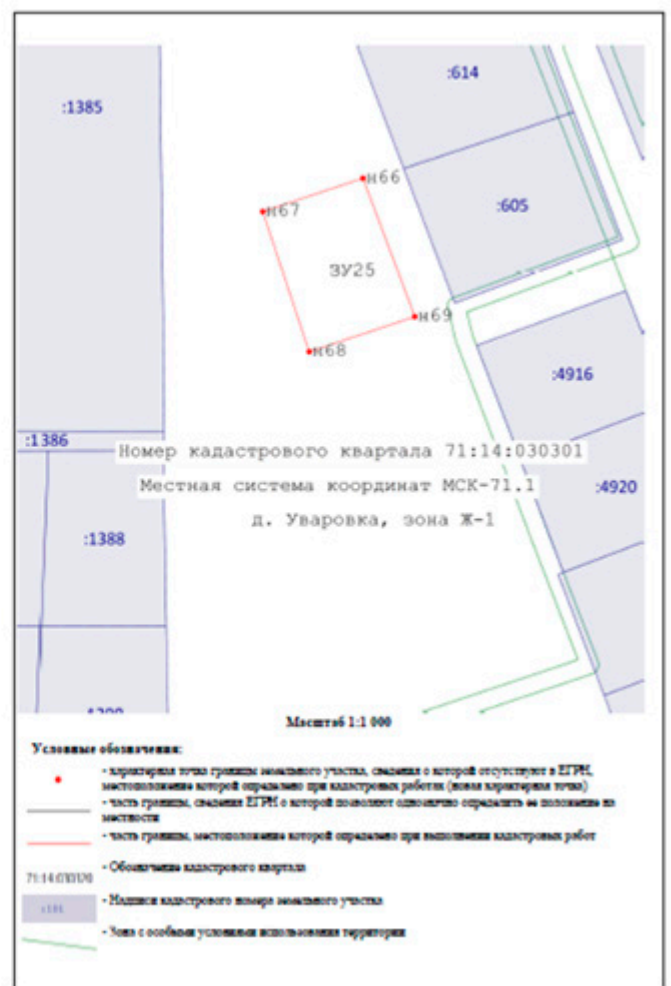 :614
:1385
н66
:605
н67
ЗУ25
н69
н68
:4916
:1386
Номер кадастрового квартала 71:14:030301
Местная система координат МСК-71.1
:4920
д. Уваровка, зона Ж-1
:1388
Масштаб 1:1 000
Условные обозначения:
- характерная точка границы земельного участка, сведения о которой отсутствуют в ЕГРН,
местоположение которой определено при кадастровых работах (новая характерная точка)
- часть границы, сведения ЕГРН о которой позволяют однозначно определить ее положение на
местности
- часть границы, местоположение которой определено при выполнении кадастровых работ
- Обозначение кадастрового квартала
71:14:030120
- Надписи кадастрового номера земельного участка
- Зона с особыми условиями использования территории